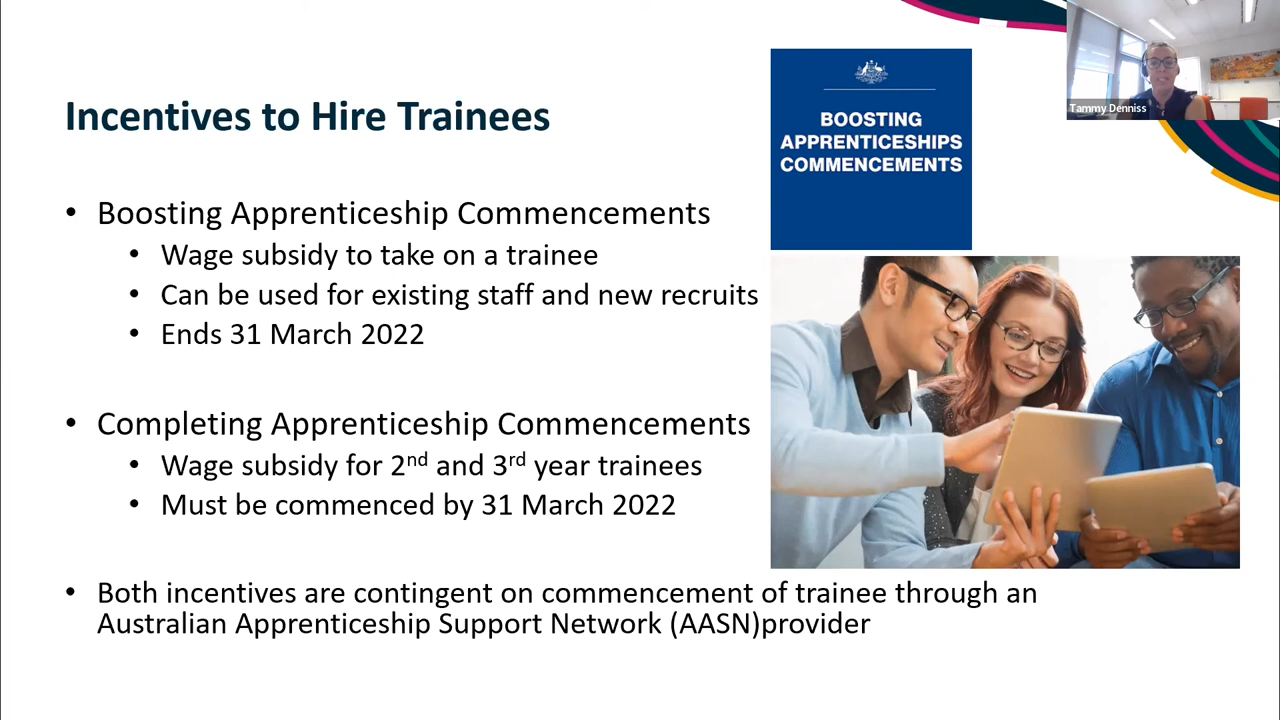 Incentives to Hire Trainees
• Boosting Apprenticeship Commencements
• Wage subsidy to take on a trainee
• Can be used for existing staff and new recruits
• Ends 31 March 2022
• Completing Apprenticeship Commencements
• Wage subsidy for 2nd and 3rd year trainees
• Must be commenced by 31 March 2022
• Both incentives are contingent on commencement of trainee through an
Australian Apprenticeship Support Network (AASN)provider
BOOSTING
APPRENTICESHIPS
COMMENCEMENTS
Tammy Denniss